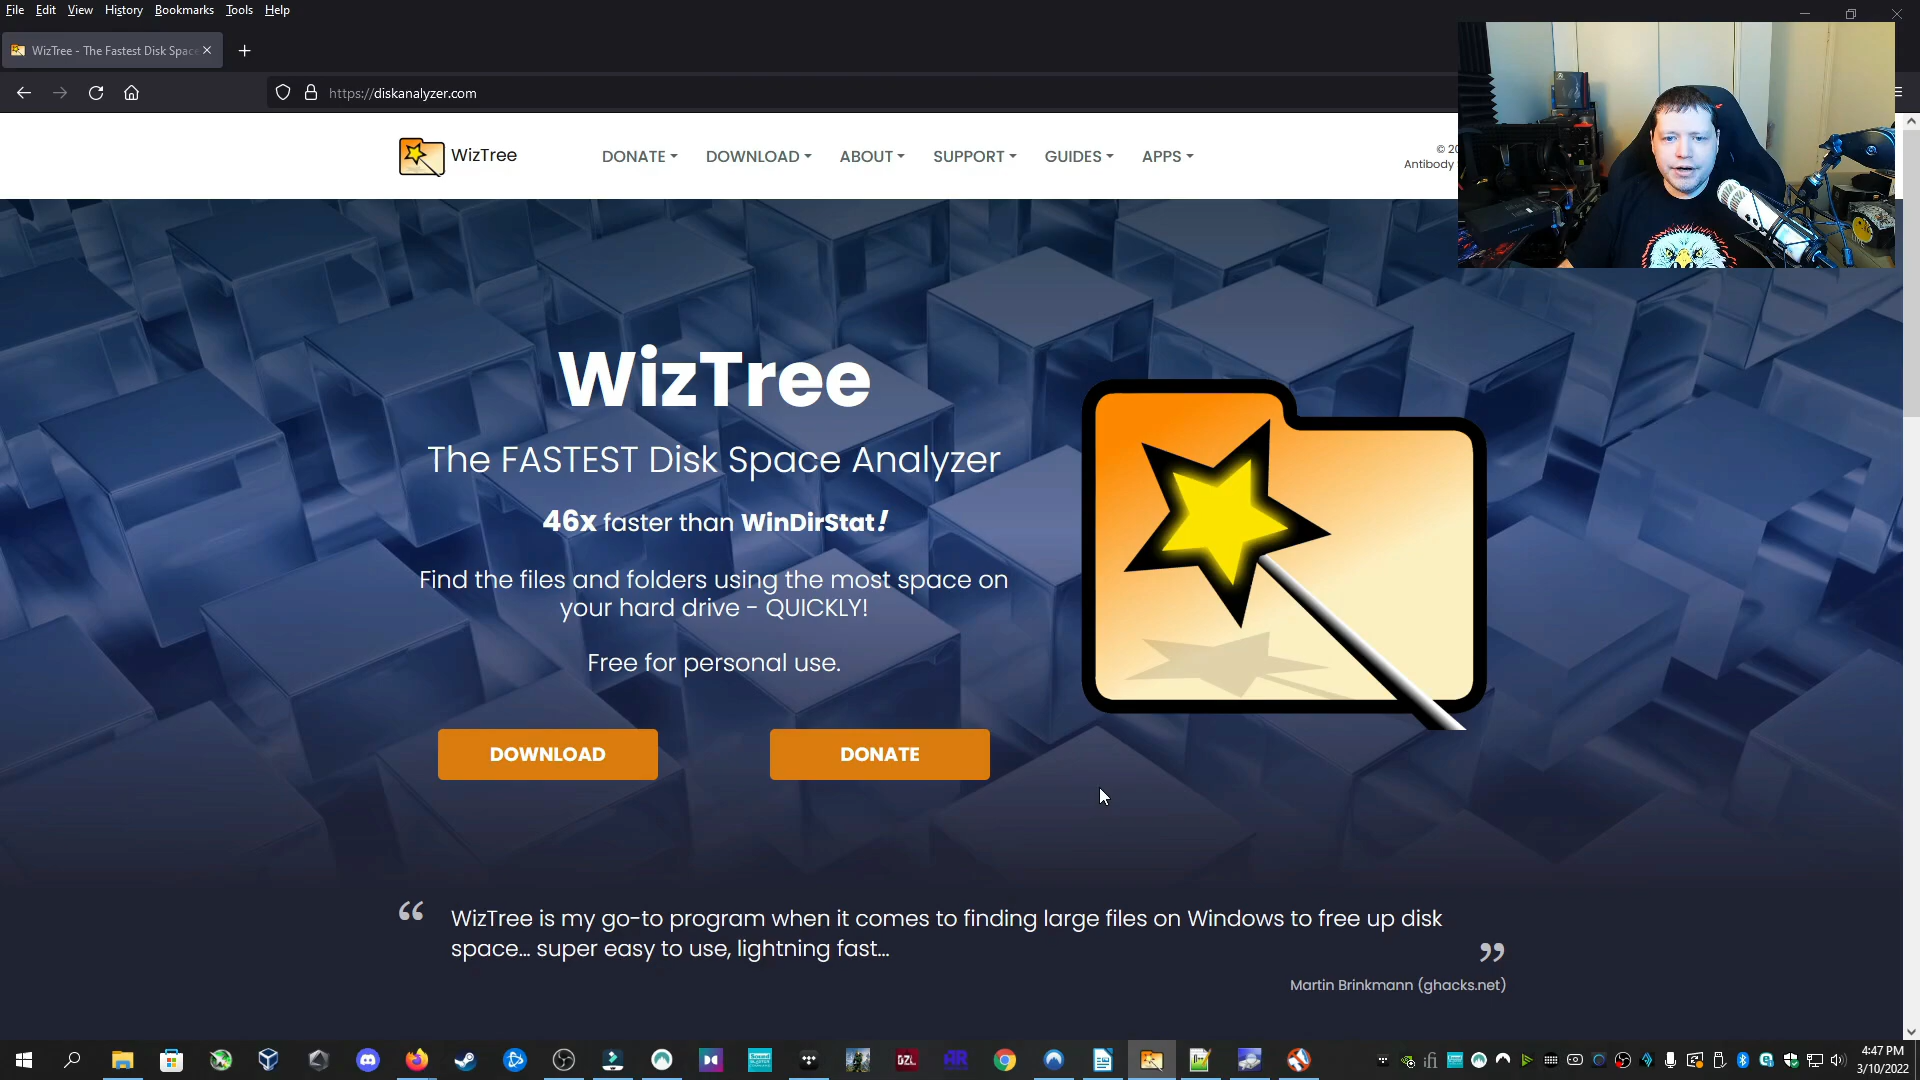 File Edit View History Bookmarks Tools Help
WizTree - The Fastest Disk Space
https://diskanalyzer.com
WizTree
DONATE DOWNLOAD ABOUT SUPPORT GUIDES APPS
© 20
Antibody
WizTree
The FASTEST Disk Space Analyzer
46x faster than WinDirStat!
Find the files and folders using the most space on
your hard drive - QUICKLY!
Free for personal use.
DOWNLOAD DONATE
“ WizTree is my go-to program when it comes to finding large files on Windows to free up disk
space... super easy to use, lightning fast... ”
Martin Brinkmann (ghacks.net)
DZL
4:47 PM
3/10/2022